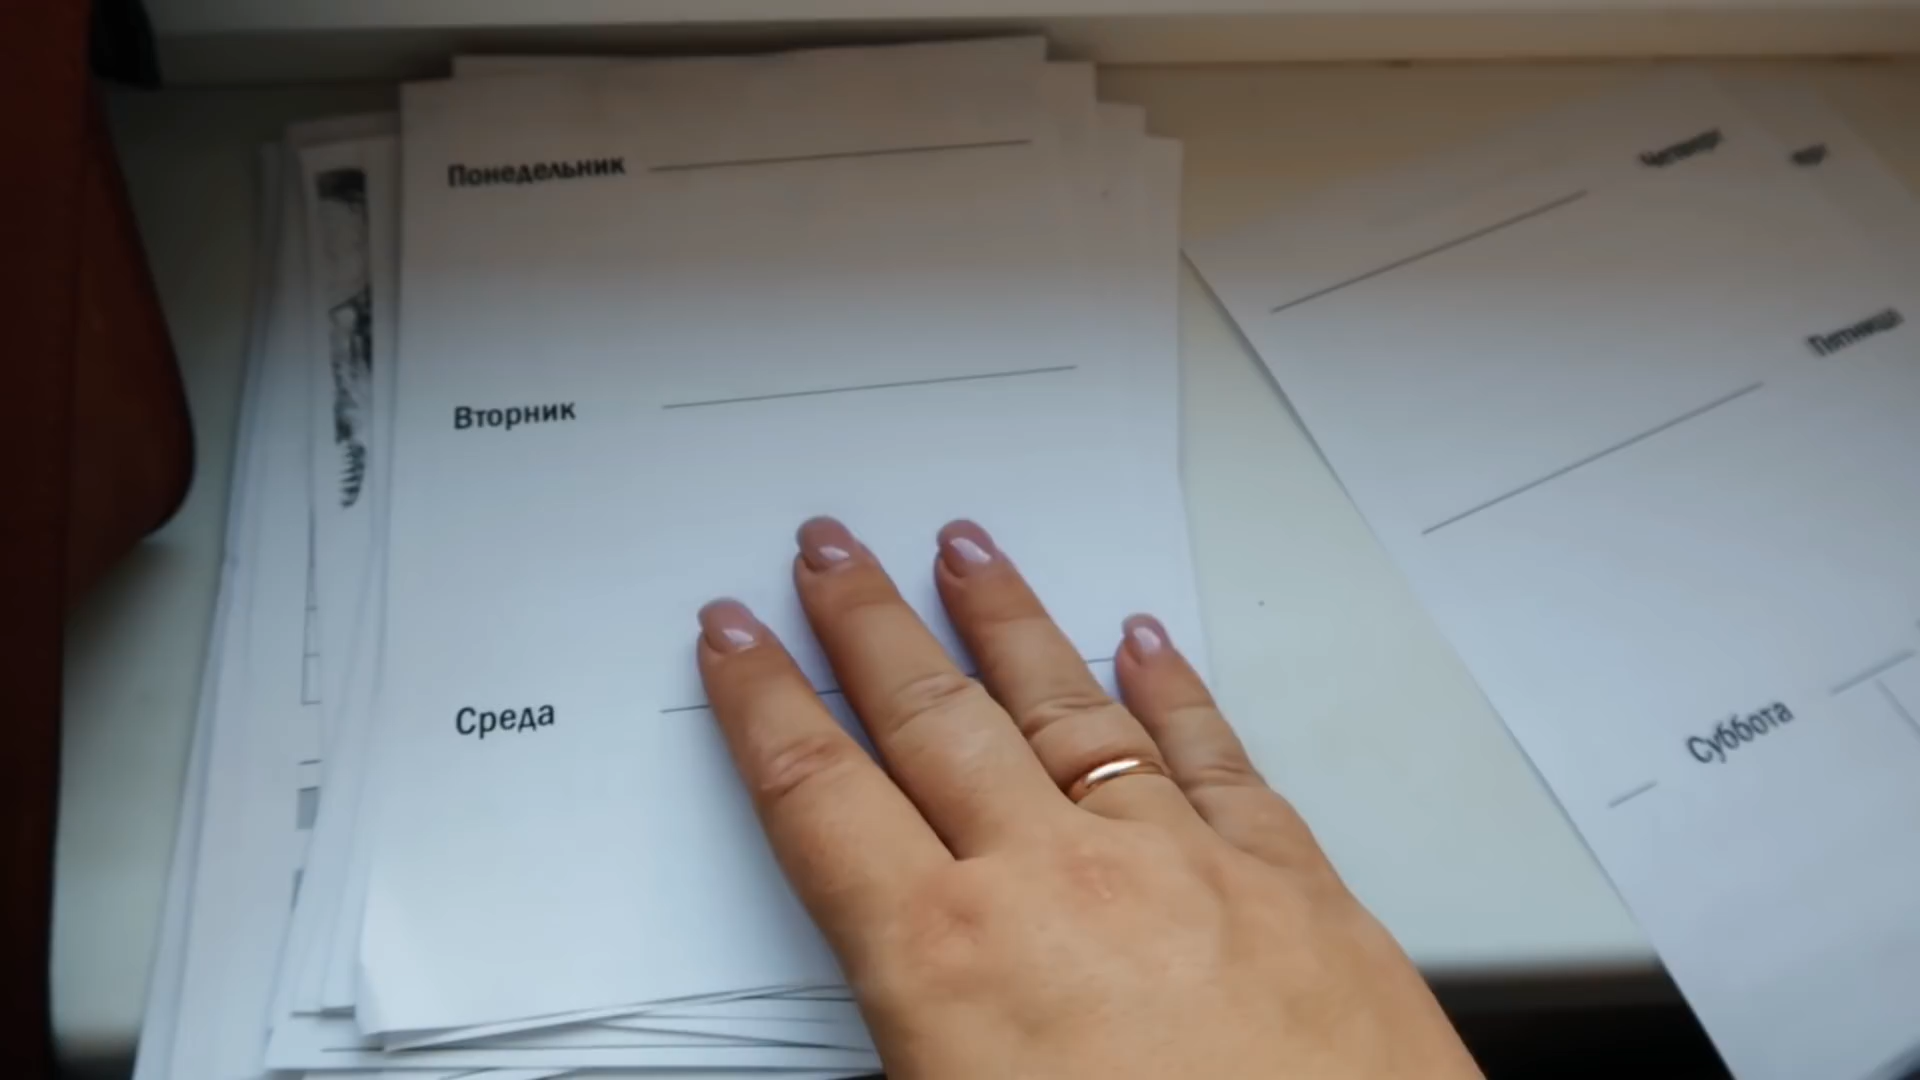 Понедельник
Вторник
Среда
Четверг
Пятница
Суббота